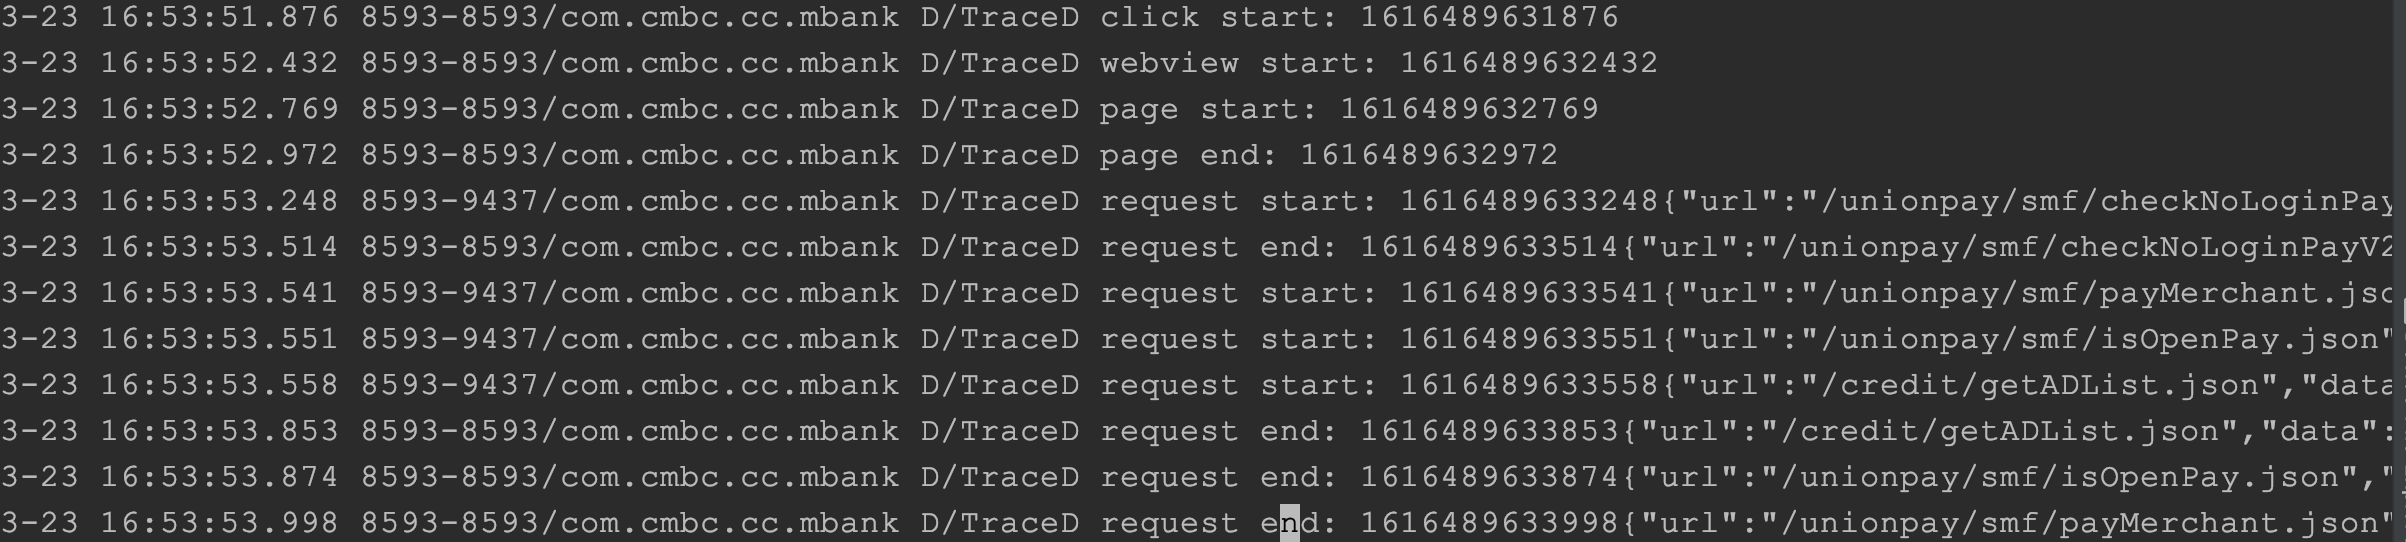 3-23 16:53:51.876 8593-8593/com.cmbc.cc.mbank D/TraceD click start: 1616489631876
3-23 16:53:52.432 8593-8593/com.cmbc.cc.mbank D/TraceD webview start: 1616489632432
3-23 16:53:52.769 8593-8593/com.cmbc.cc.mbank D/TraceD page start: 1616489632769
3-23 16:53:52.972 8593-8593/com.cmbc.cc.mbank D/TraceD page end: 1616489632972
3-23 16:53:53.248 8593-9437/com.cmbc.cc.mbank D/TraceD request start: 1616489633248{"url":"/unionpay/smf/checkNoLoginPay
3-23 16:53:53.514 8593-8593/com.cmbc.cc.mbank D/TraceD request end: 1616489633514{"url":"/unionpay/smf/checkNoLoginPayV2
3-23 16:53:53.541 8593-9437/com.cmbc.cc.mbank D/TraceD request start: 1616489633541{"url":"/unionpay/smf/payMerchant.jso
3-23 16:53:53.551 8593-9437/com.cmbc.cc.mbank D/TraceD request start: 1616489633551{"url":"/unionpay/smf/isOpenPay.json"
3-23 16:53:53.558 8593-9437/com.cmbc.cc.mbank D/TraceD request start: 1616489633558{"url":"/credit/getADList.json","data
3-23 16:53:53.853 8593-8593/com.cmbc.cc.mbank D/TraceD request end: 1616489633853{"url":"/credit/getADList.json","data":
3-23 16:53:53.874 8593-8593/com.cmbc.cc.mbank D/TraceD request end: 1616489633874{"url":"/unionpay/smf/isOpenPay.json","
3-23 16:53:53.998 8593-8593/com.cmbc.cc.mbank D/TraceD request end: 1616489633998{"url":"/unionpay/smf/payMerchant.json"